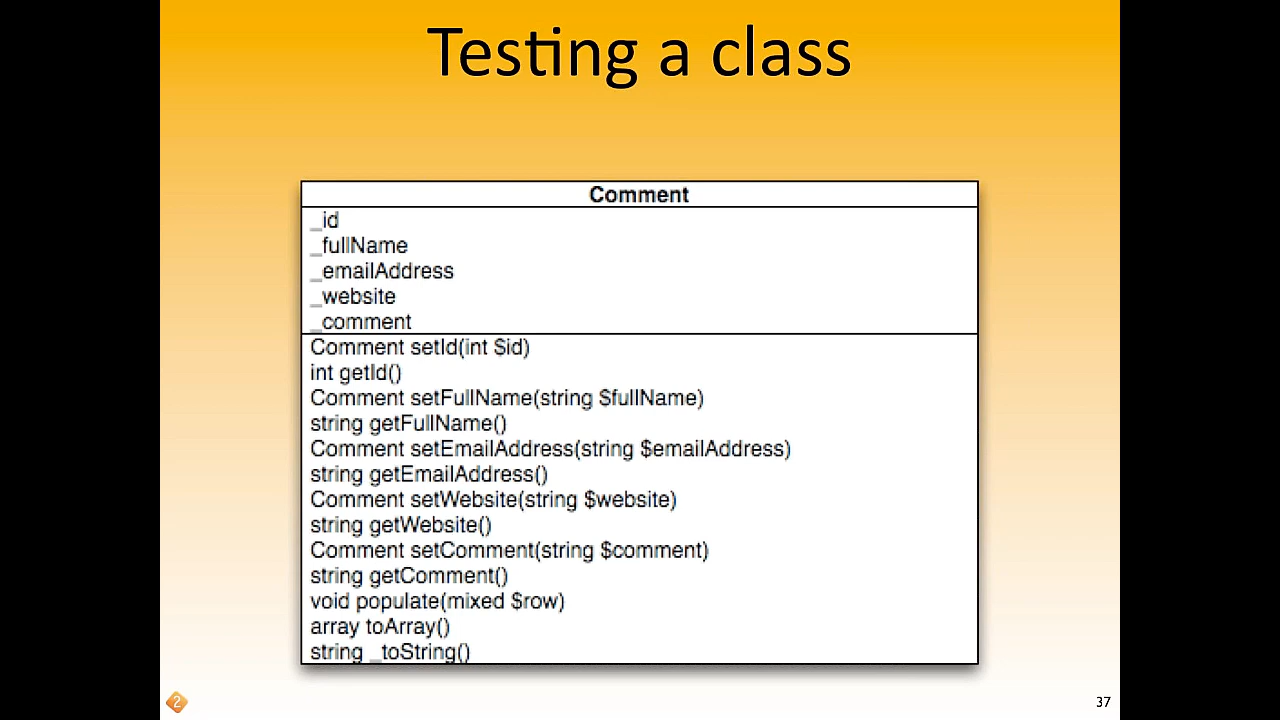 Testing a class
Comment
_id
_fullName
_emailAddress
_website
_comment
Comment setId(int $id)
int getId()
Comment setFullName(string $fullName)
string getFullName()
Comment setEmailAddress(string $emailAddress)
string getEmailAddress()
Comment setWebsite(string $website)
string getWebsite()
Comment setComment(string $comment)
string getComment()
void populate(mixed $row)
array toArray()
string _toString()
2
37